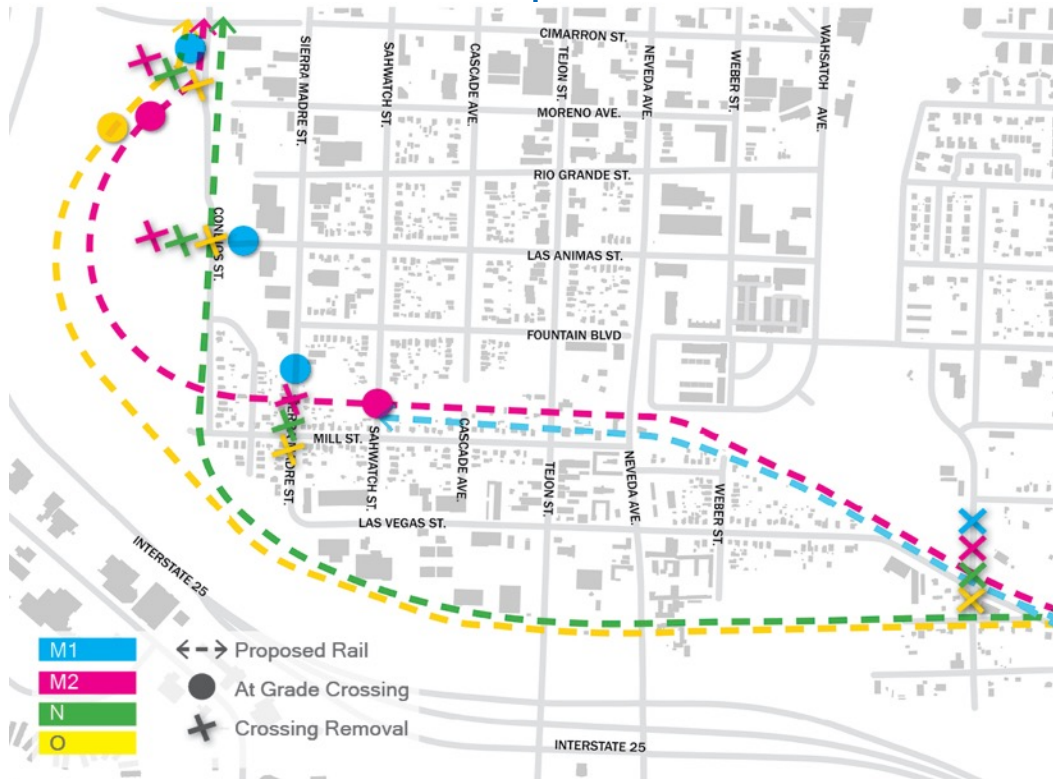 CIMARRON ST.
SIERRA MADRE ST.
SAHWATCH ST.
CASCADE AVE.
TEJON ST.
NEVEDA AVE.
WEBER ST.
WAHSATCH AVE.
MORENO AVE.
RIO GRANDE ST.
LAS ANIMAS ST.
FOUNTAIN BLVD
MILL ST.
SAHWATCH ST.
CASCADE AVE.
TEJON ST.
NEVEDA AVE.
WEBER ST.
LAS VEGAS ST.
INTERSTATE 25
M1
M2
N
O
Proposed Rail
At Grade Crossing
Crossing Removal
INTERSTATE 25